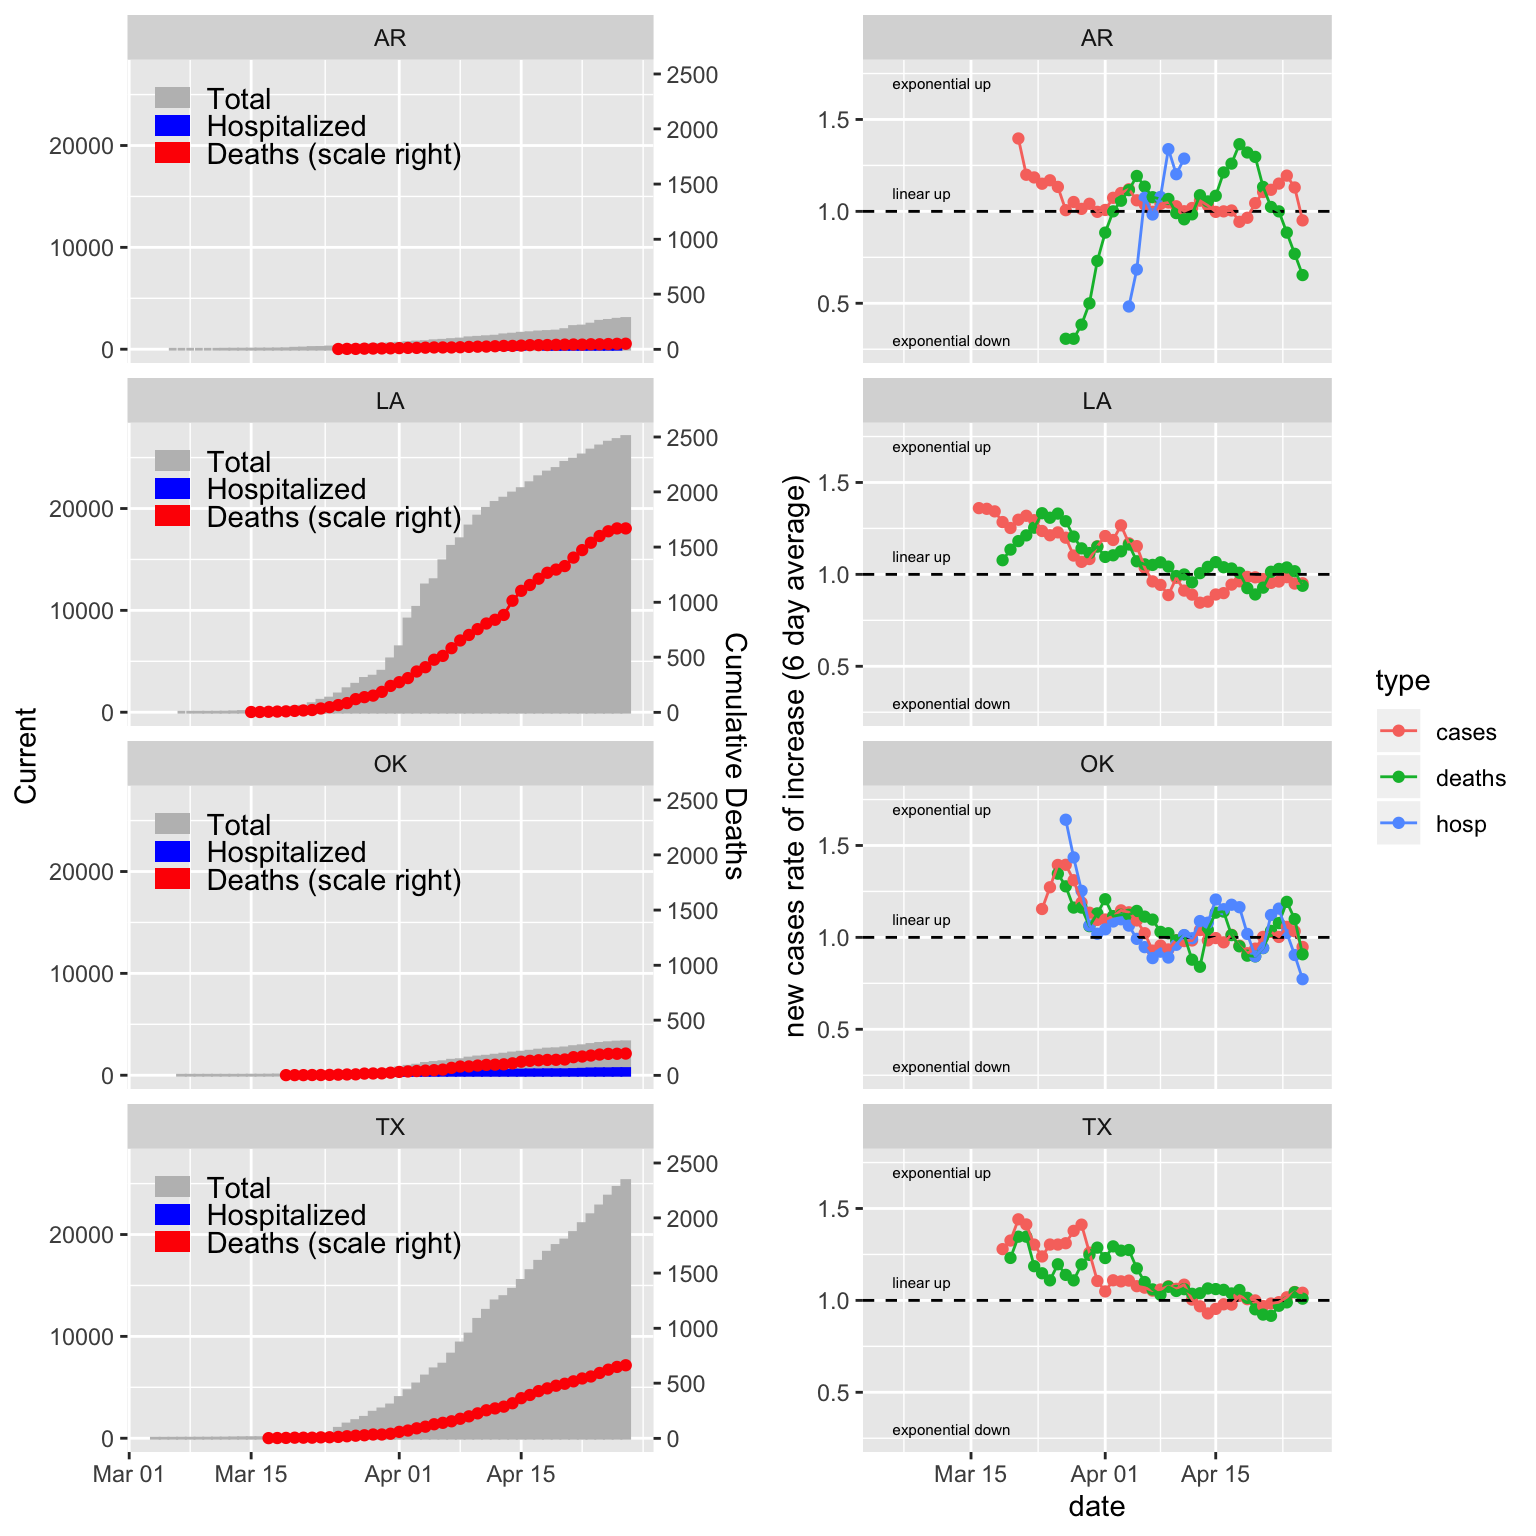 AR
Total
Hospitalized
Deaths (scale right)
20000
10000
0
2500
2000
1500
1000
500
0
LA
Total
Hospitalized
Deaths (scale right)
20000
10000
0
2500
2000
1500
1000
500
0
OK
Total
Hospitalized
Deaths (scale right)
20000
10000
0
2500
2000
1500
1000
500
0
TX
Total
Hospitalized
Deaths (scale right)
20000
10000
0
2500
2000
1500
1000
500
0
Mar 01
Mar 15
Apr 01
Apr 15
Current
Cumulative Deaths
AR
exponential up
linear up
exponential down
1.5
1.0
0.5
LA
exponential up
linear up
exponential down
1.5
1.0
0.5
OK
exponential up
linear up
exponential down
1.5
1.0
0.5
TX
exponential up
linear up
exponential down
1.5
1.0
0.5
Mar 15
Apr 01
Apr 15
date
new cases rate of increase (6 day average)
type
cases
deaths
hosp